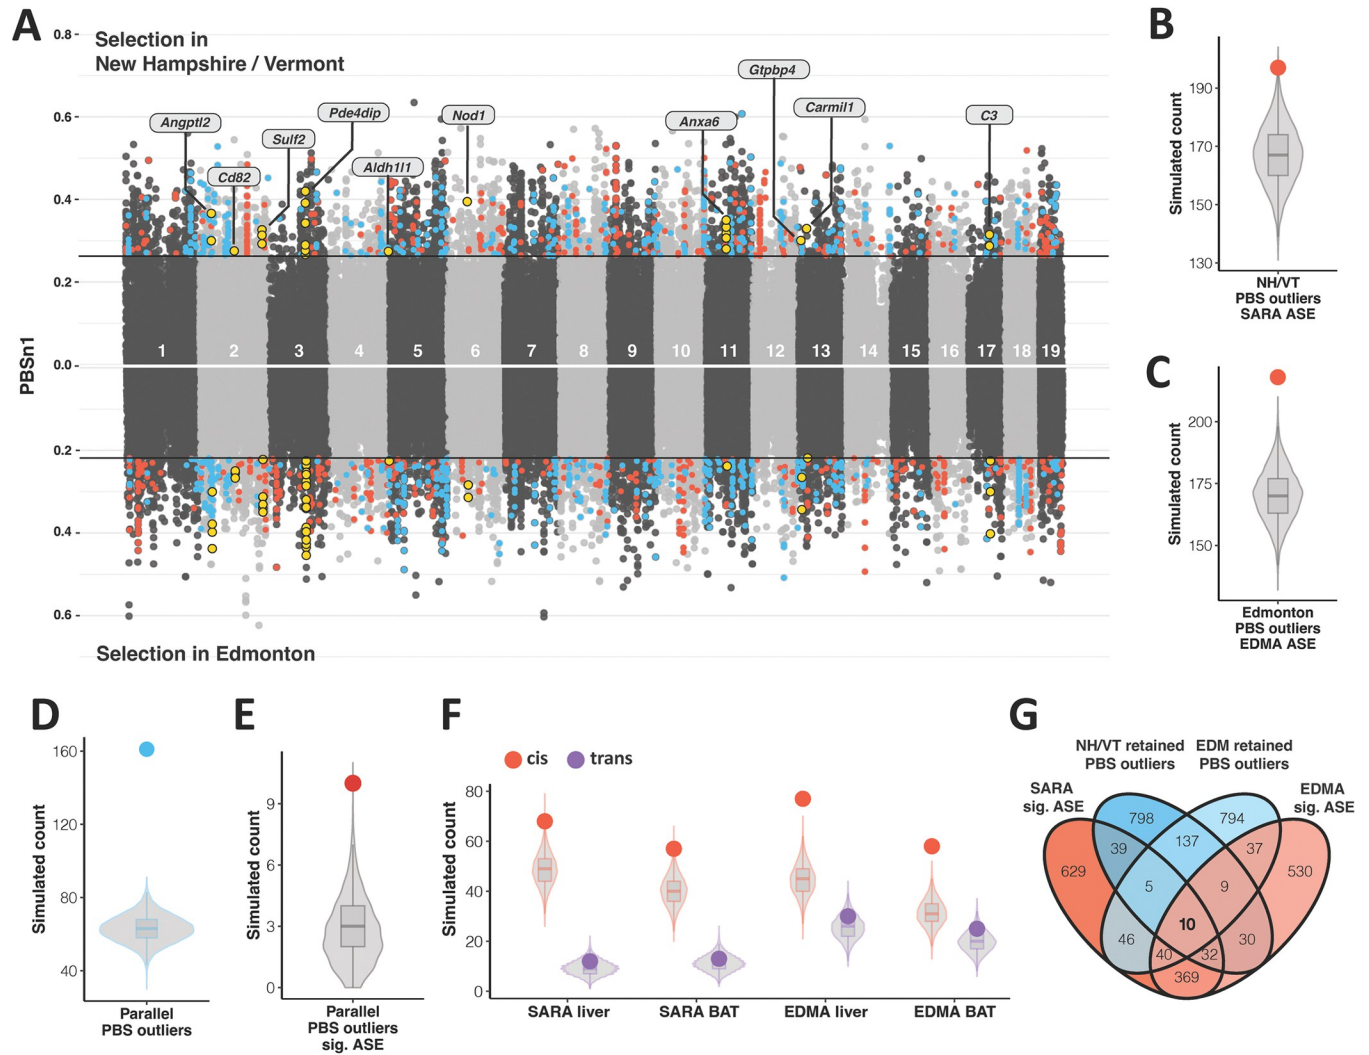 A
0.8
Selection in
New Hampshire / Vermont
Gtpbp4
Angptl2
Sulf2
Pde4dip
Nod1
Anxa6
Carmil1
C3
Cd82
Aldh1l1
0.6
0.4
0.2
0.0
0.2
0.4
0.6
PBSn1
1 2 3 4 5 6 7 8 9 10 11 12 13 14 15 16 17 18 19
Selection in Edmonton
B
Simulated count
190
170
150
130
NH/VT
PBS outliers
SARA ASE
C
Simulated count
200
175
150
Edmonton
PBS outliers
EDMA ASE
D
Simulated count
160
120
80
40
Parallel
PBS outliers
E
Simulated count
9
6
3
0
Parallel
PBS outliers
sig. ASE
F
cis trans
Simulated count
80
60
40
20
0
SARA liver SARA BAT EDMA liver EDMA BAT
G
NH/VT retained
PBS outliers
EDM retained
PBS outliers
SARA
sig. ASE
EDMA
sig. ASE
798 794
39 137 37
629 530
5 9
10
46 40 32 30
369